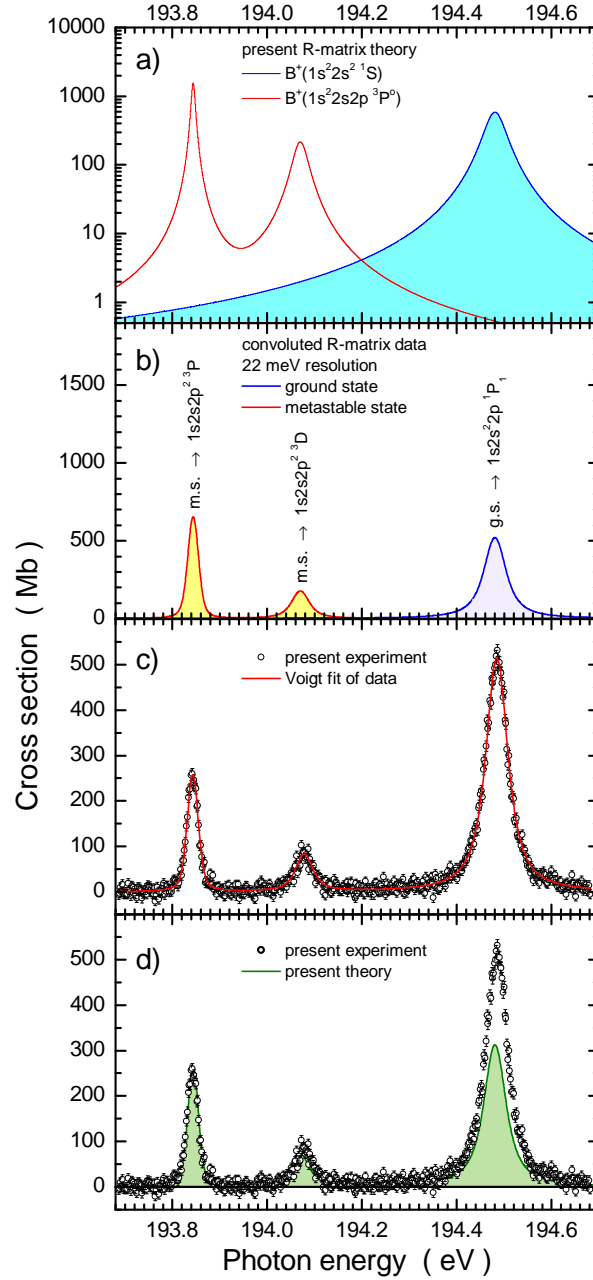 193.8 194.0 194.2 194.4 194.6
a)
present R-matrix theory
B⁺(1s²2s² ¹S)
B⁺(1s²2s2p ³Pᵒ)
10000
1000
100
10
1
b)
convoluted R-matrix data
22 meV resolution
ground state
metastable state
m.s. → 1s2s2p² ³P
m.s. → 1s2s2p² ³D
g.s. → 1s2s²2p ¹P₁
1500
1000
500
0
Cross section ( Mb )
c)
present experiment
Voigt fit of data
500
400
300
200
100
0
d)
present experiment
present theory
500
400
300
200
100
0
193.8 194.0 194.2 194.4 194.6
Photon energy ( eV )